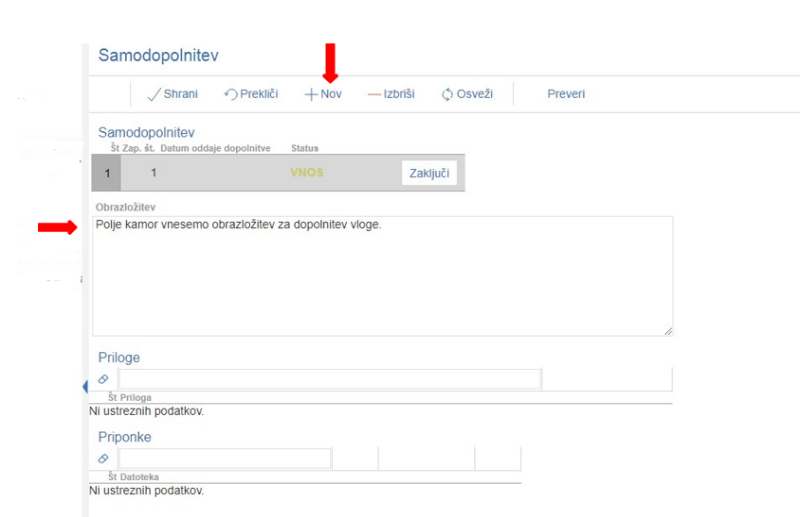 Samodopolnitev
Shrani Prekliči Nov Izbriši Osveži Preveri
Samodopolnitev
Št Zap. št. Datum oddaje dopolnitve Status
1 1 VNOS Zaključi
Obrazložitev
Polje kamor vnesemo obrazložitev za dopolnitev vloge.
Priloge
Št Priloga
Ni ustreznih podatkov.
Priponke
Št Datoteka
Ni ustreznih podatkov.